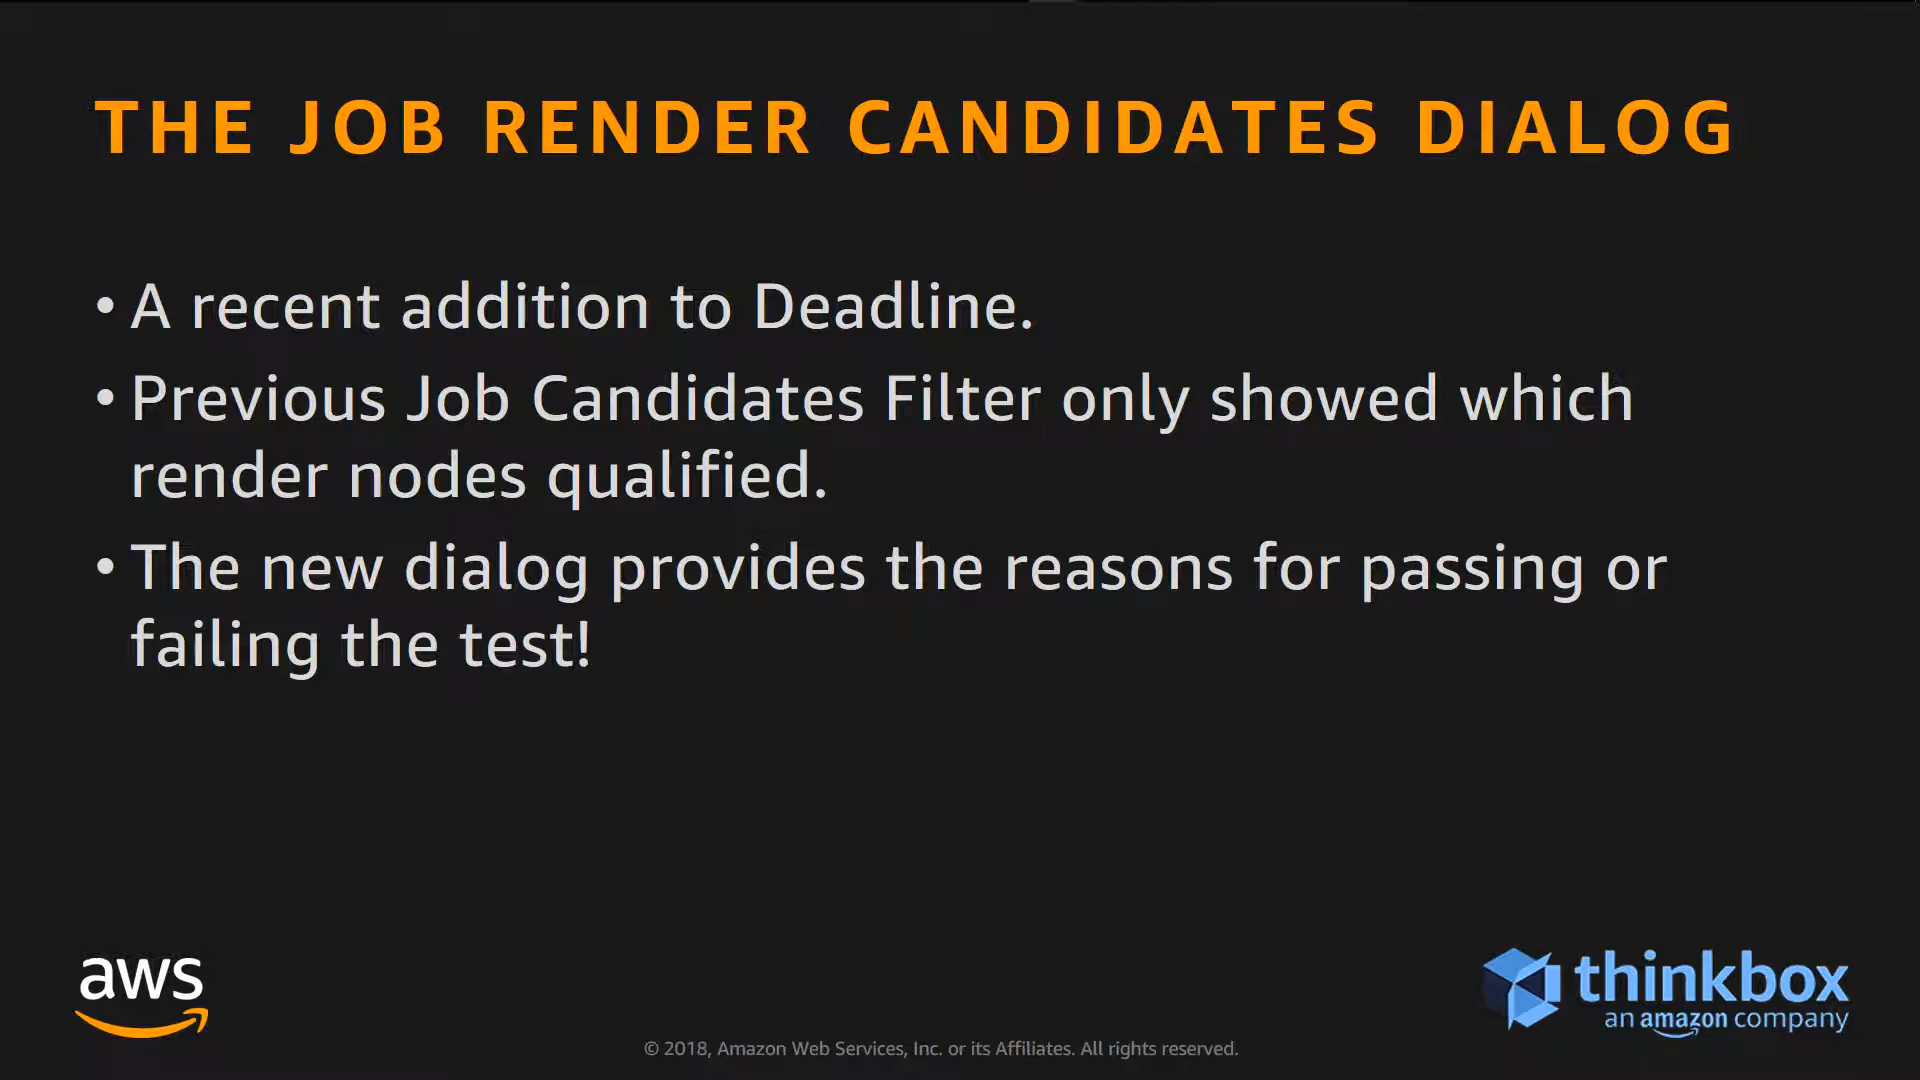 THE JOB RENDER CANDIDATES DIALOG
• A recent addition to Deadline.
• Previous Job Candidates Filter only showed which
render nodes qualified.
• The new dialog provides the reasons for passing or
failing the test!
aws
thinkbox
an amazon company
© 2018, Amazon Web Services, Inc. or its Affiliates. All rights reserved.